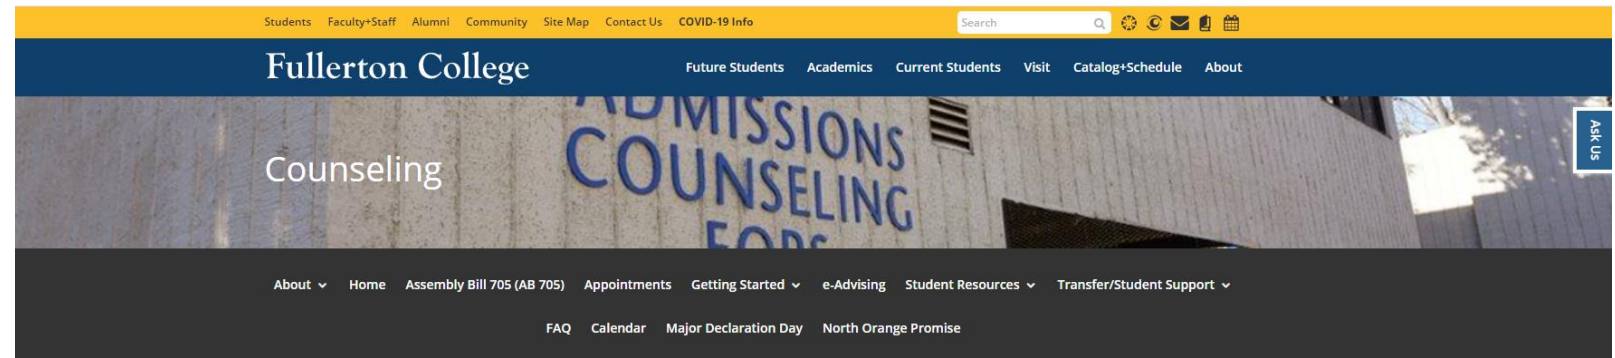 Students Faculty+Staff Alumni Community Site Map Contact Us COVID-19 Info Search
Fullerton College Future Students Academics Current Students Visit Catalog+Schedule About
ADMISSIONS
COUNSELING
EOPS
Counseling
Ask Us
About Home Assembly Bill 705 (AB 705) Appointments Getting Started e-Advising Student Resources Transfer/Student Support
FAQ Calendar Major Declaration Day North Orange Promise